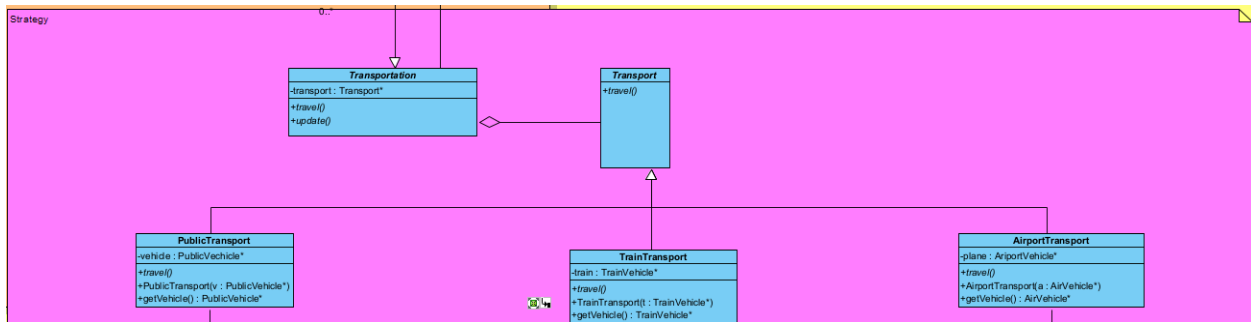 Strategy
0..*
Transportation
-transport : Transport*
+travel()
+update()
Transport
+travel()
PublicTransport
-vehicle : PublicVechicle*
+travel()
+PublicTransport(v : PublicVehicle*)
+getVehicle() : PublicVehicle*
TrainTransport
-train : TrainVehicle*
+travel()
+TrainTransport(t : TrainVehicle*)
+getVehicle() : TrainVehicle*
AirportTransport
-plane : AriportVehicle*
+travel()
+AirportTransport(a : AirVehicle*)
+getVehicle() : AirVehicle*